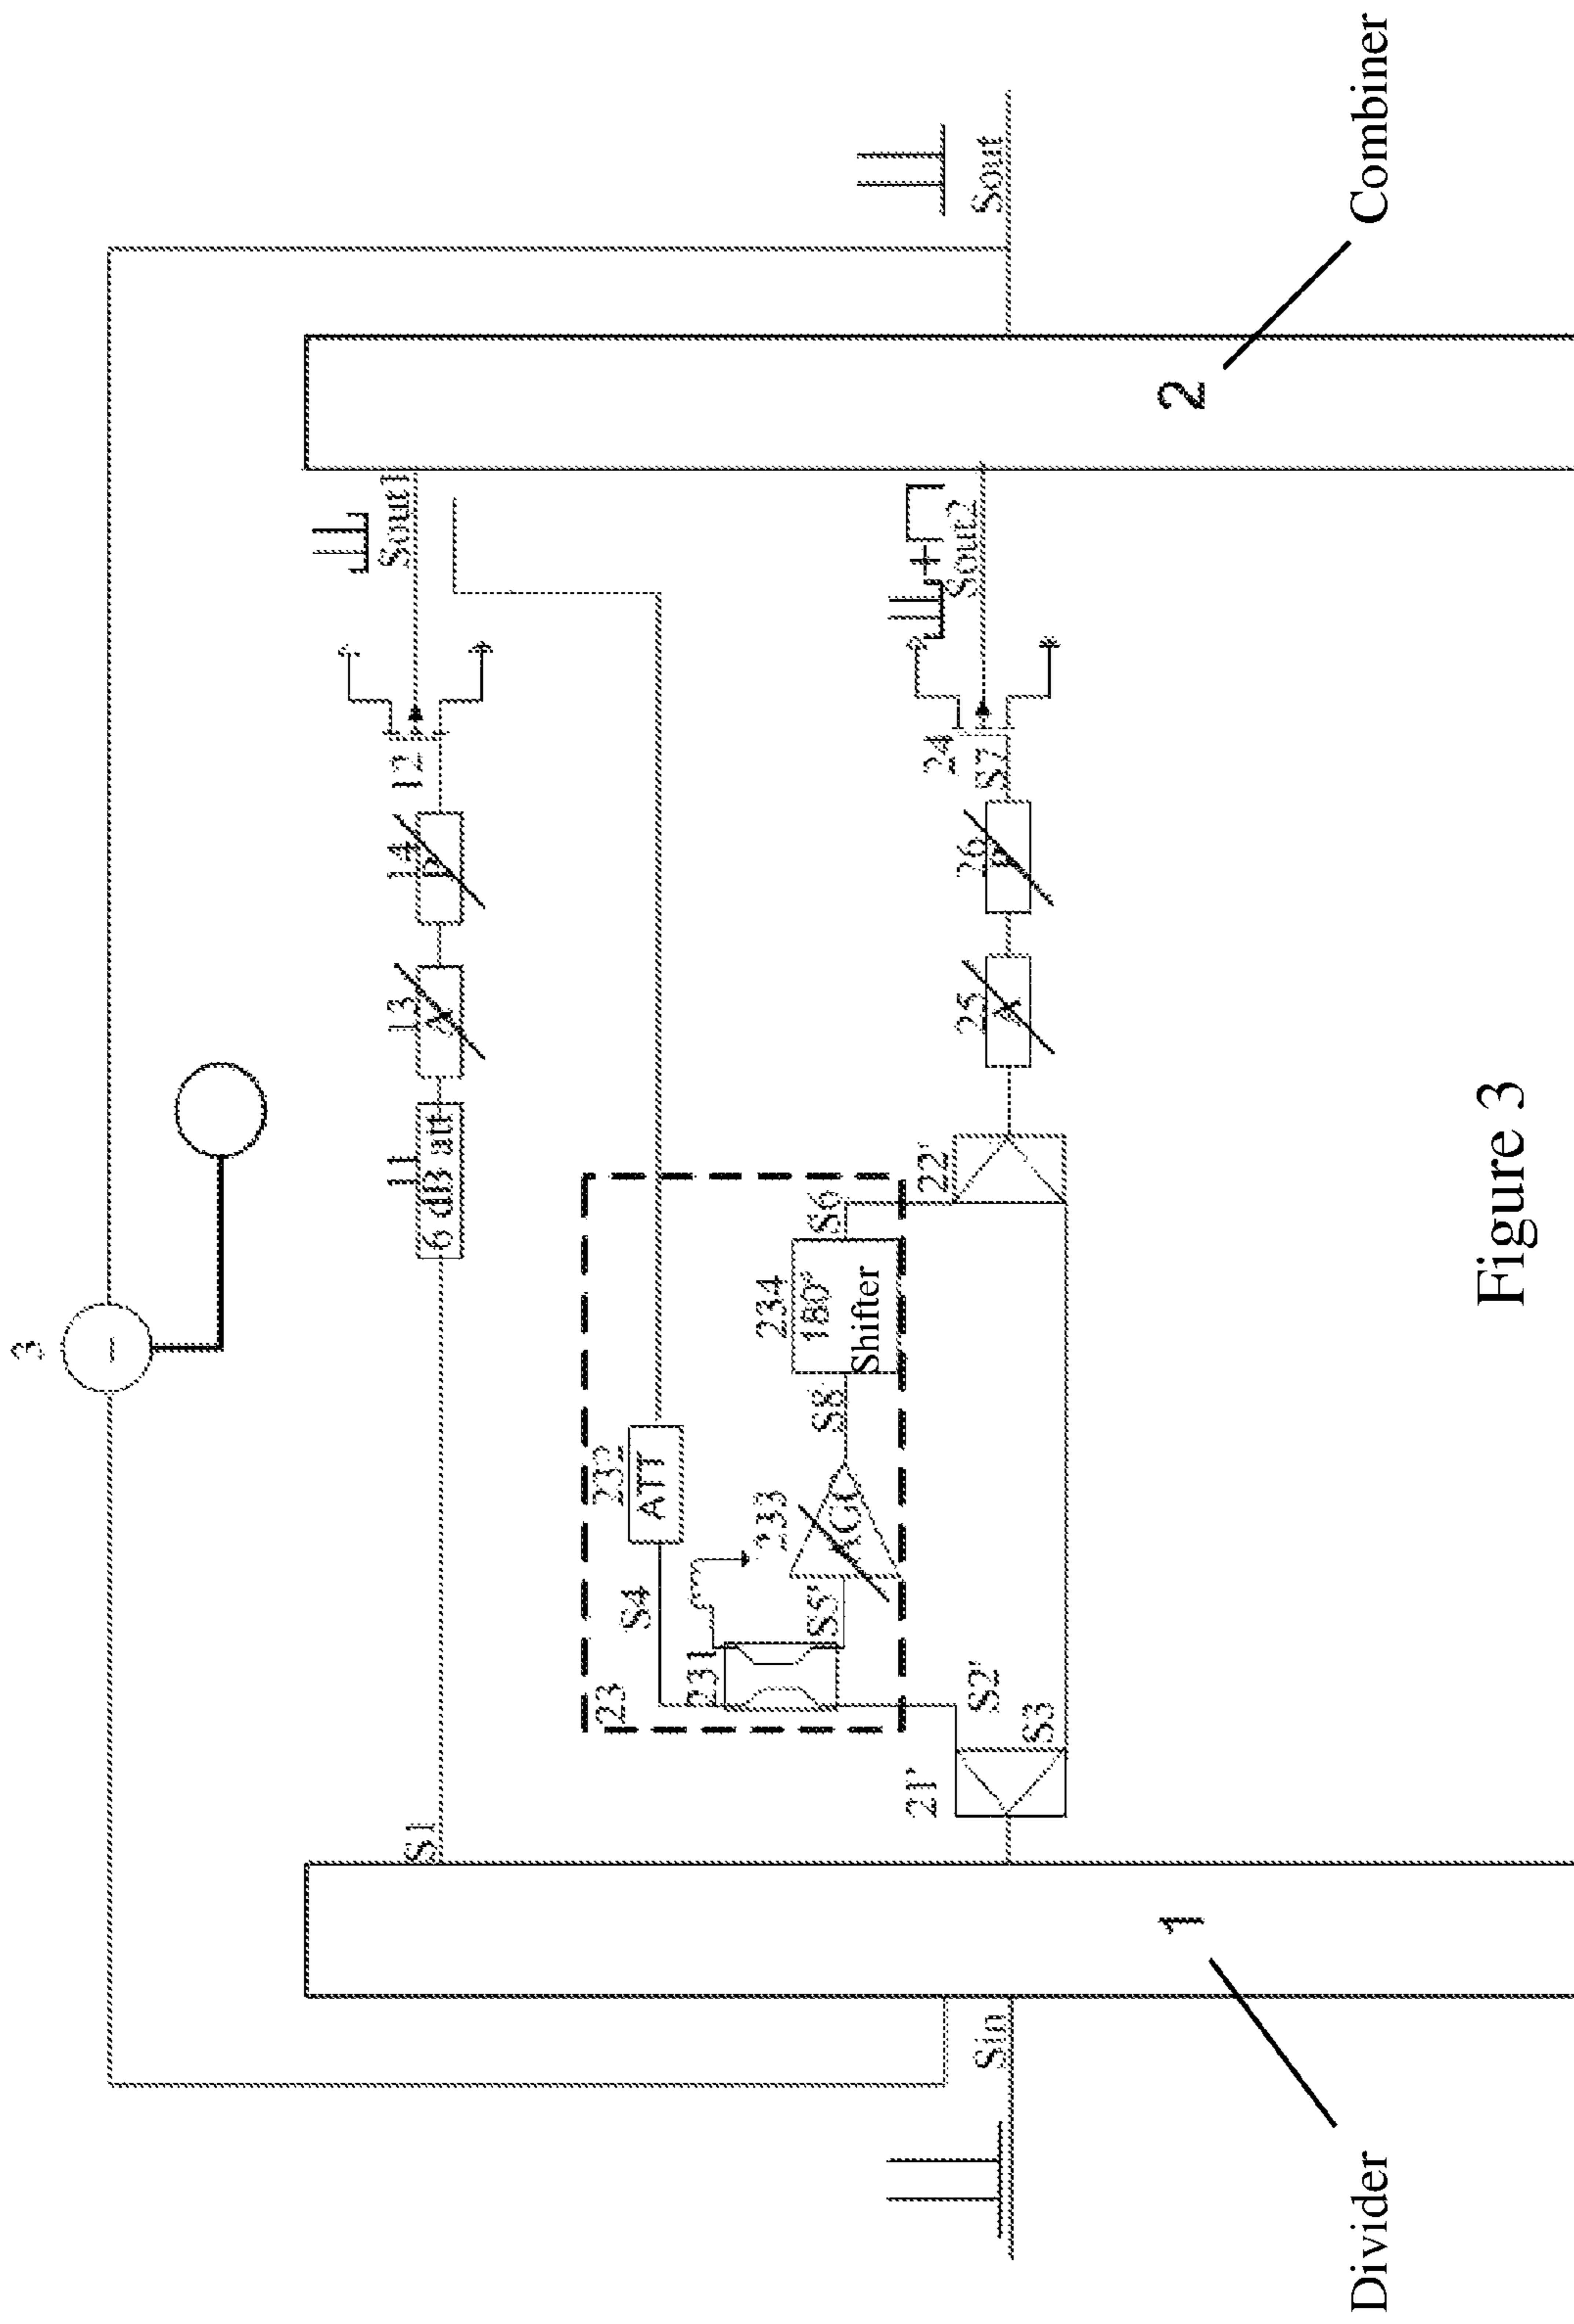 3
−
S1
11
6 dB att
13
A
14
P
12
Sout1
23
231
S4
232
ATT
S5'
233
AGC
S8
234
180°
Shifter
S6
21'
S2'
S3
22'
25
A
26
P
24
S7
+
Sout2
Sin
Sout
1
2
Divider
Combiner
Figure 3